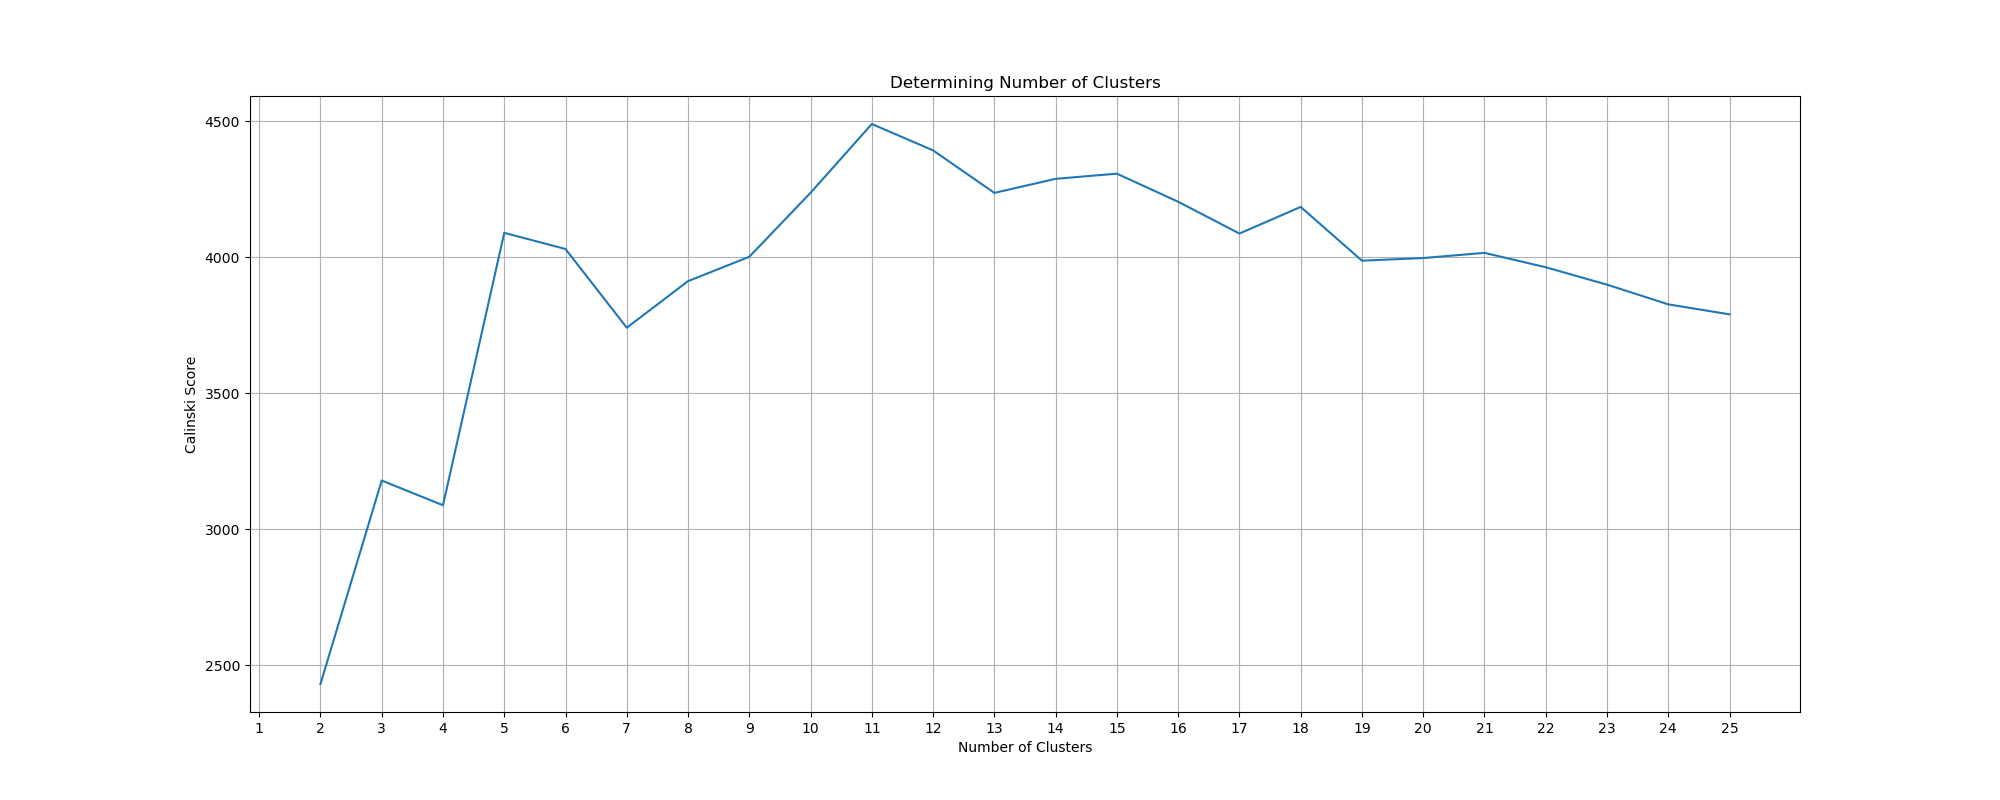 Determining Number of Clusters
4500
4000
3500
3000
2500
Calinski Score
1 2 3 4 5 6 7 8 9 10 11 12 13 14 15 16 17 18 19 20 21 22 23 24 25
Number of Clusters